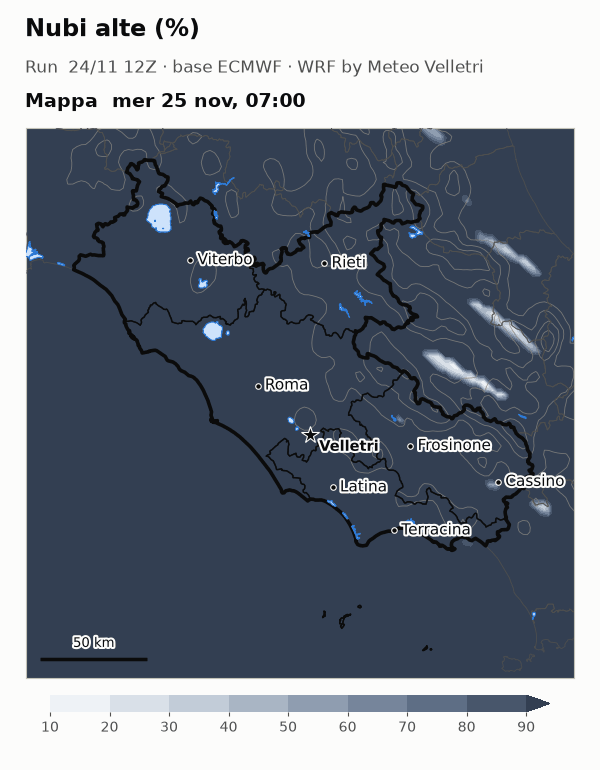 Nubi alte (%)
Run  24/11 12Z · base ECMWF · WRF by Meteo Velletri
Mappa  mer 25 nov, 07:00
Viterbo
Rieti
Roma
Velletri
Frosinone
Cassino
Latina
Terracina
50 km
10 20 30 40 50 60 70 80 90